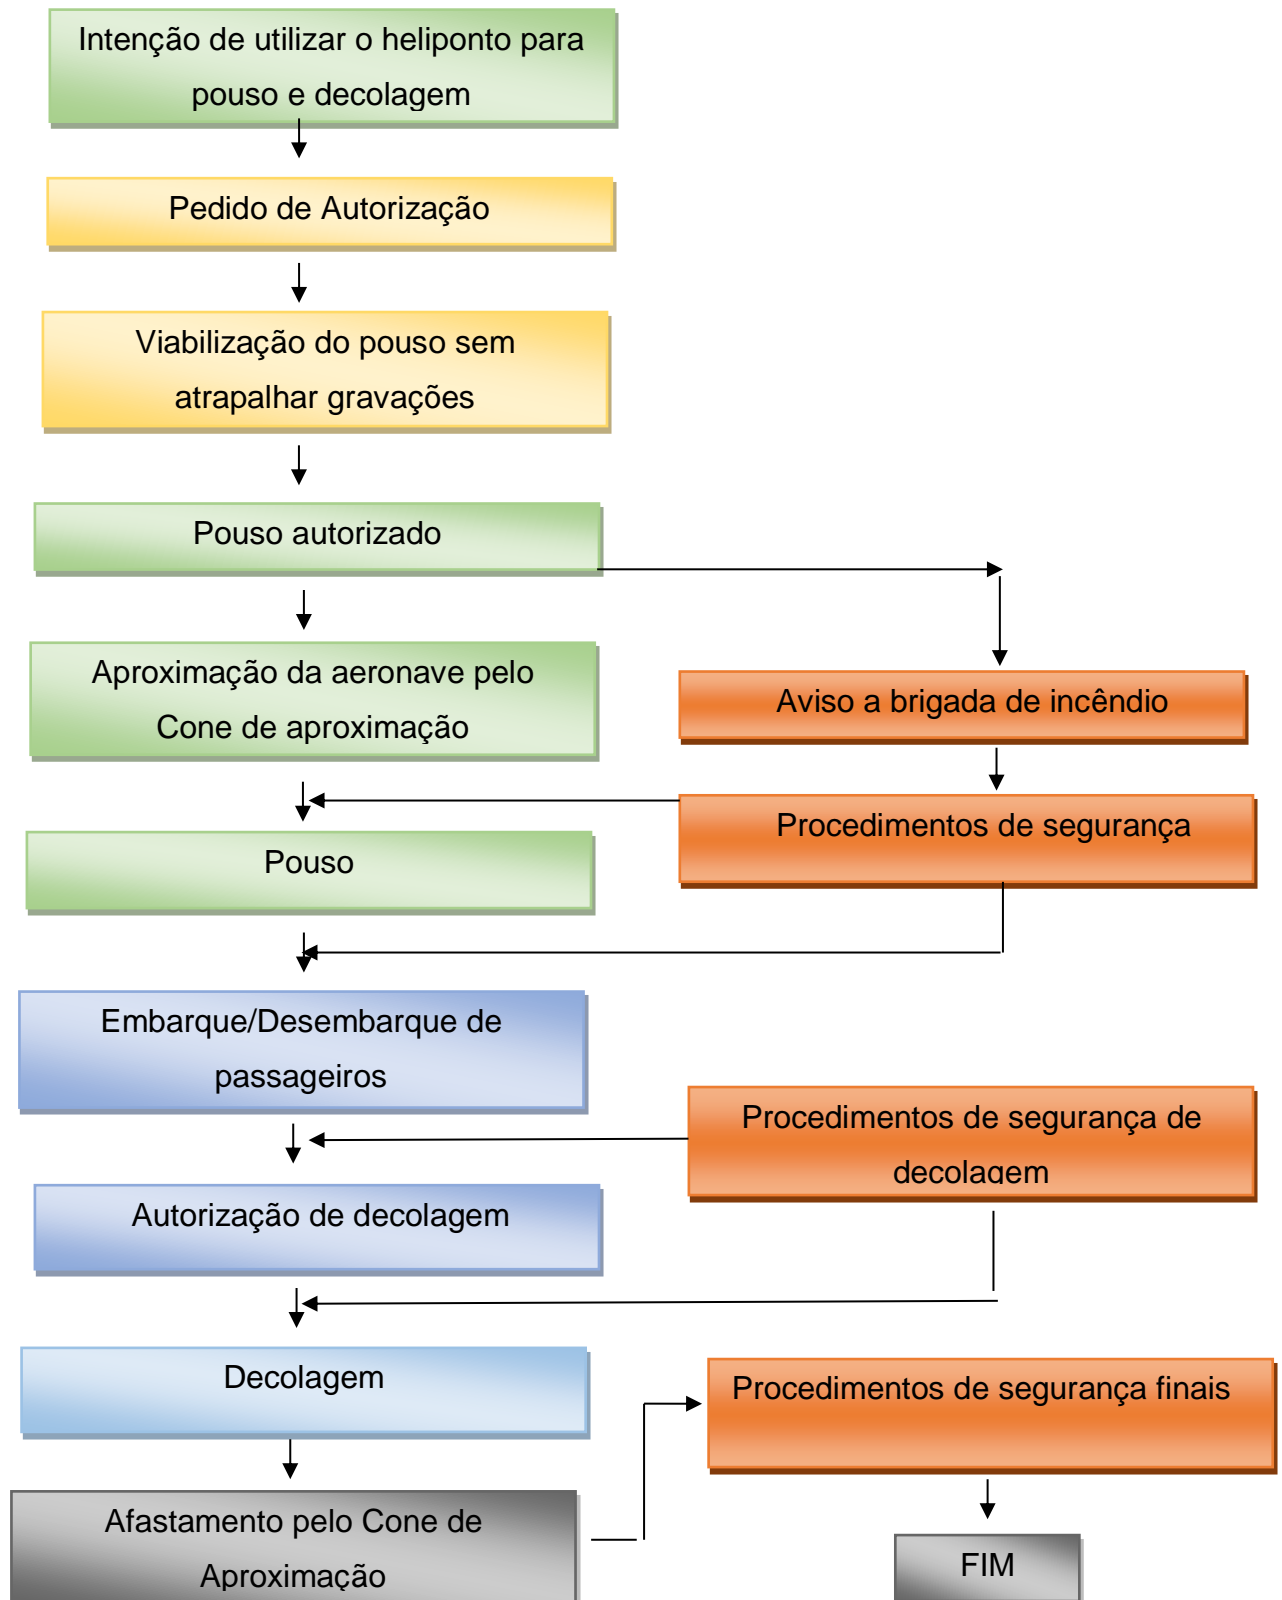 Intenção de utilizar o heliponto para
pouso e decolagem
Pedido de Autorização
Viabilização do pouso sem
atrapalhar gravações
Pouso autorizado
Aproximação da aeronave pelo
Cone de aproximação
Aviso a brigada de incêndio
Procedimentos de segurança
Pouso
Embarque/Desembarque de
passageiros
Procedimentos de segurança de
decolagem
Autorização de decolagem
Decolagem
Procedimentos de segurança finais
Afastamento pelo Cone de
Aproximação
FIM